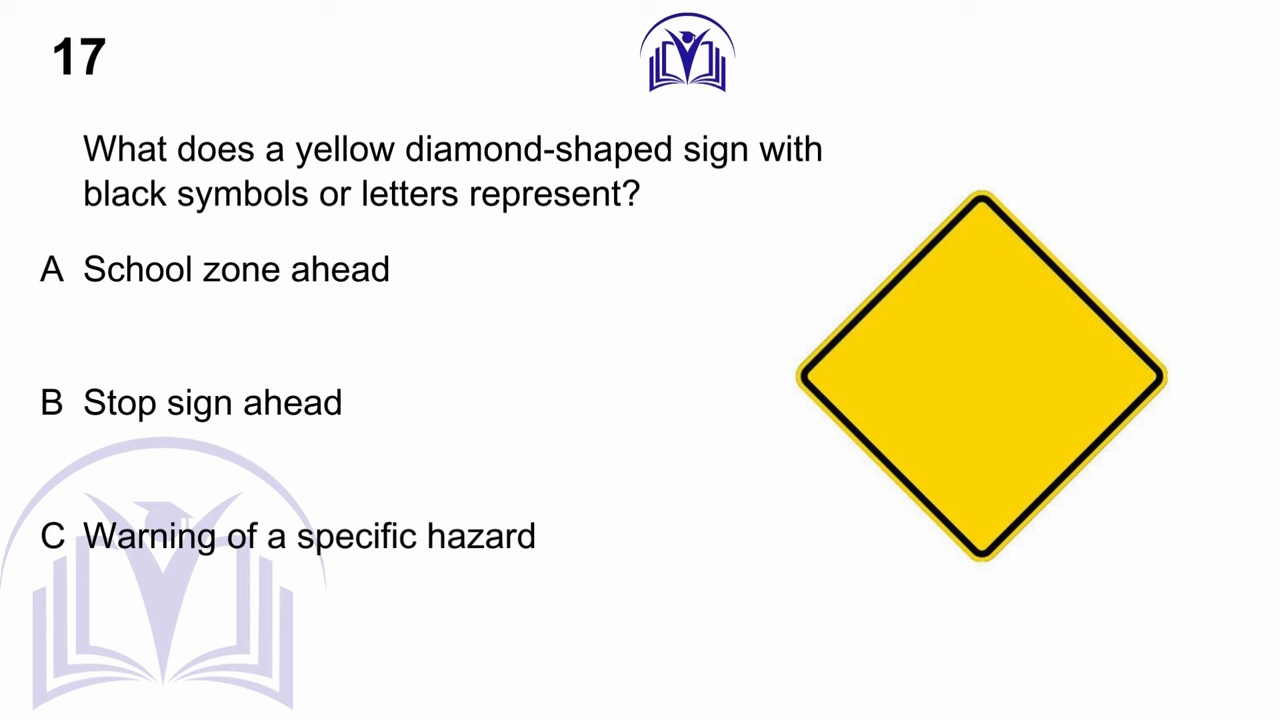 17
What does a yellow diamond-shaped sign with
black symbols or letters represent?
A School zone ahead
B Stop sign ahead
C Warning of a specific hazard